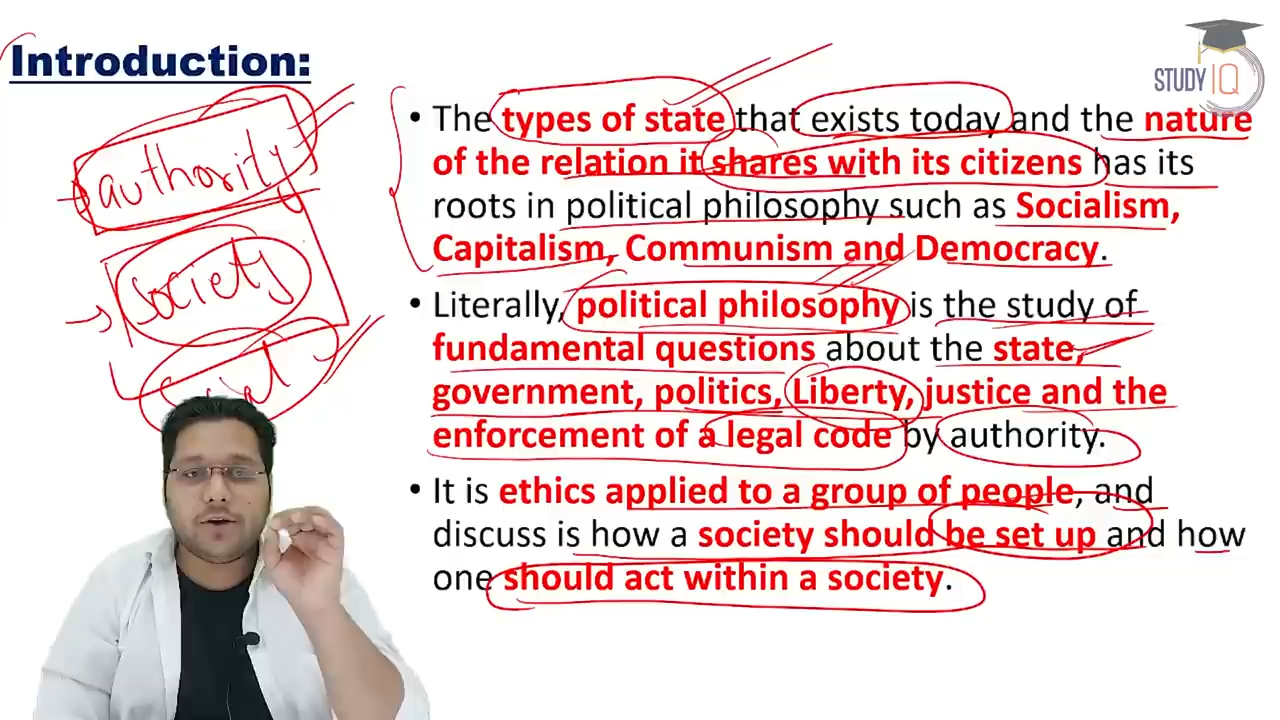 Introduction:
STUDY IQ
authority
society
• The types of state that exists today and the nature
of the relation it shares with its citizens has its
roots in political philosophy such as Socialism,
Capitalism, Communism and Democracy.
• Literally, political philosophy is the study of
fundamental questions about the state,
government, politics, Liberty, justice and the
enforcement of a legal code by authority.
• It is ethics applied to a group of people, and
discuss is how a society should be set up and how
one should act within a society.